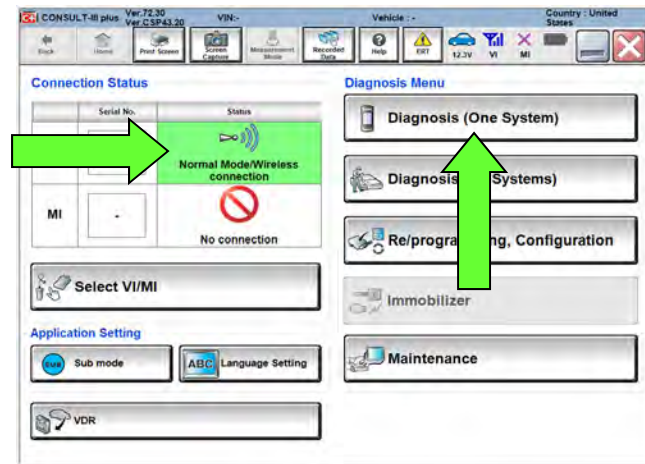 CONSULT-III plus Ver.72.30
Ver.CSP43.20
VIN:-
Vehicle : -
Country : United
States
Back
Home
Print Screen
Screen
Capture
Measurement
Mode
Recorded
Data
Help
ERT
12.3V
VI
MI
Connection Status
Serial No.
Status
Normal Mode/Wireless
connection
MI
-
No connection
Select VI/MI
Application Setting
SUB
Sub mode
ABC
Language Setting
VDR
Diagnosis Menu
Diagnosis (One System)
Diagnosis
Systems)
Configuration
Immobilizer
Maintenance